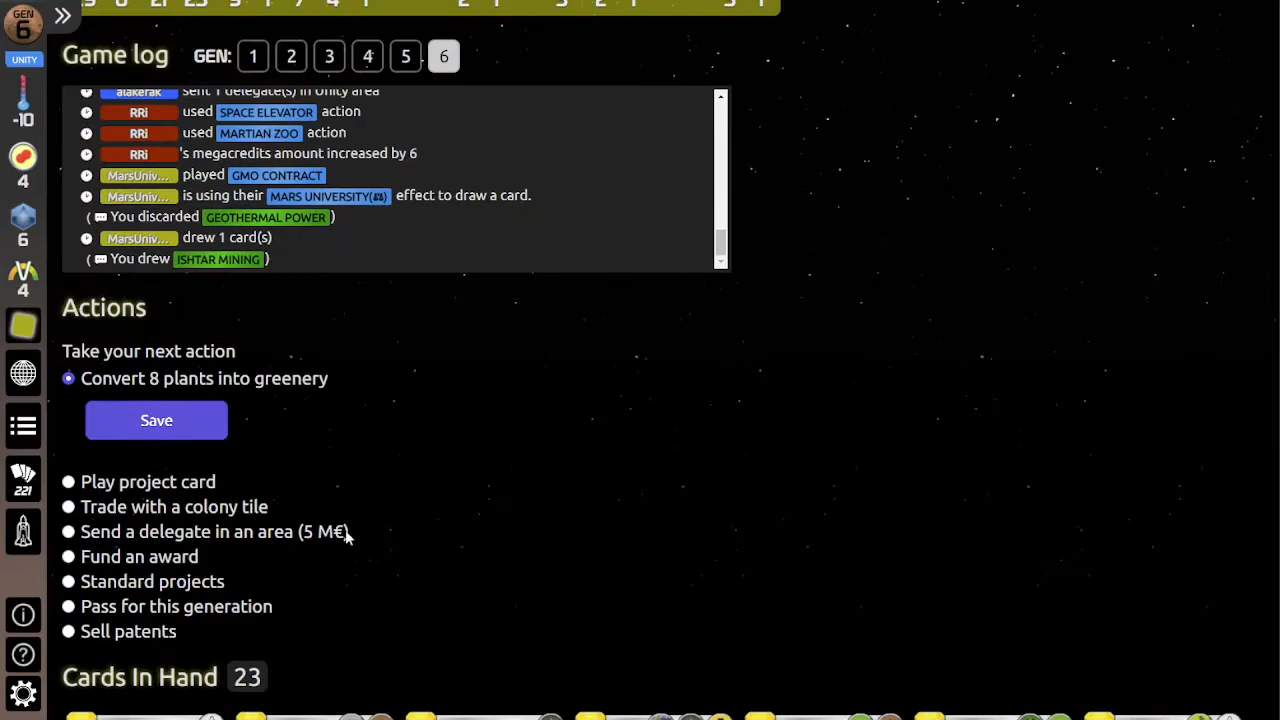 GEN
6
UNITY
-10
4
6
4
221
Game log GEN: 1 2 3 4 5 6
alakerak sent 1 delegate(s) in Unity area
RRi used SPACE ELEVATOR action
RRi used MARTIAN ZOO action
RRi 's megacredits amount increased by 6
MarsUniv... played GMO CONTRACT
MarsUniv... is using their MARS UNIVERSITY effect to draw a card.
( You discarded GEOTHERMAL POWER )
MarsUniv... drew 1 card(s)
( You drew ISHTAR MINING )
Actions
Take your next action
Convert 8 plants into greenery
Save
Play project card
Trade with a colony tile
Send a delegate in an area (5 M€)
Fund an award
Standard projects
Pass for this generation
Sell patents
Cards In Hand 23